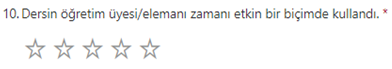 10. Dersin öğretim üyesi/elemanı zamanı etkin bir biçimde kullandı. *